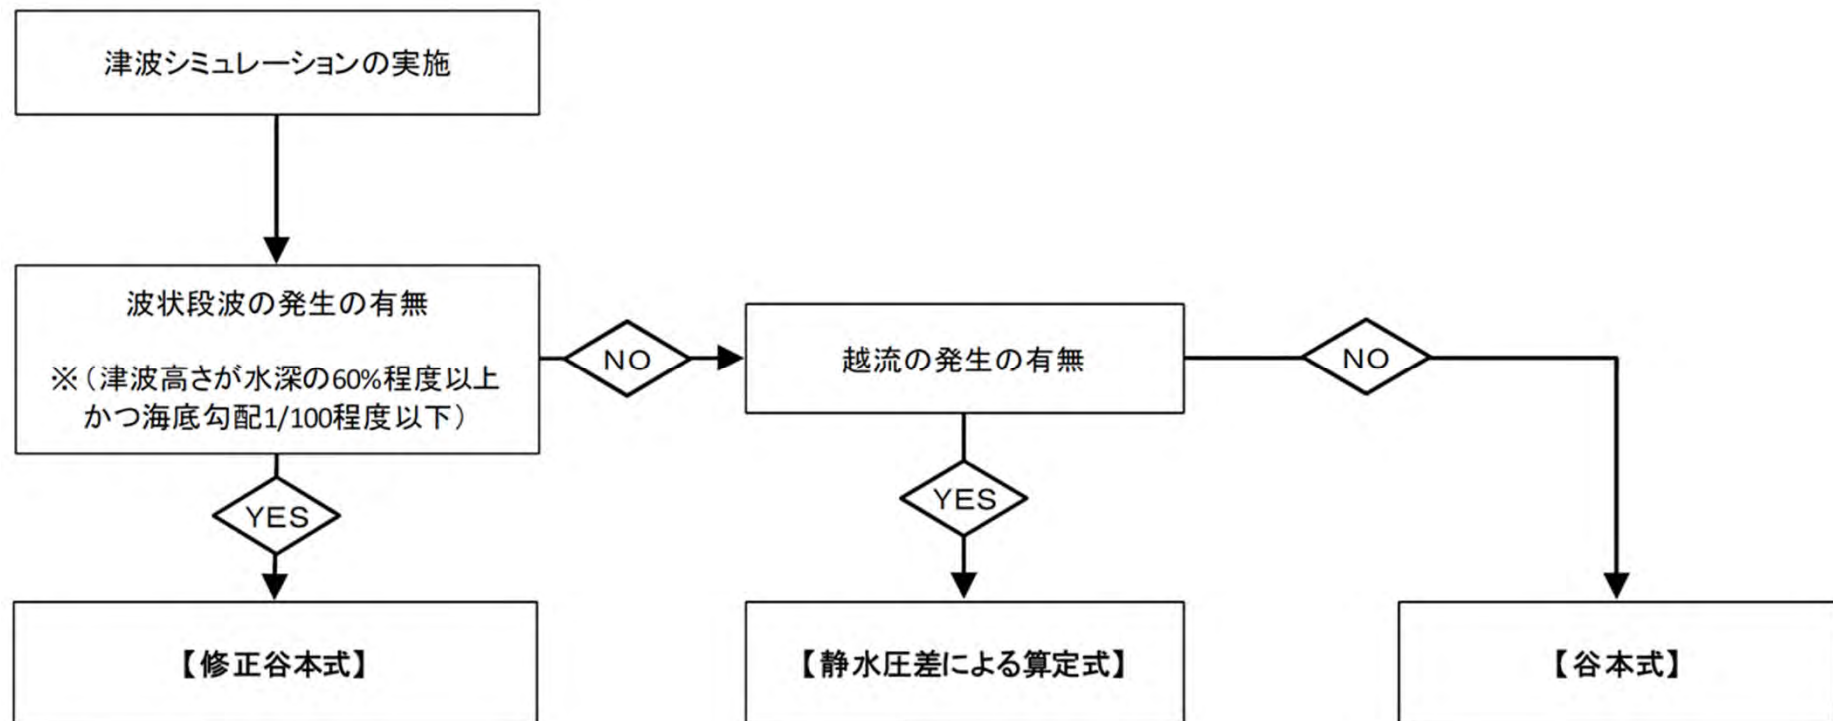 津波シミュレーションの実施
波状段波の発生の有無
※（津波高さが水深の60%程度以上
かつ海底勾配1/100程度以下）
NO
越流の発生の有無
NO
YES
YES
【修正谷本式】
【静水圧差による算定式】
【谷本式】